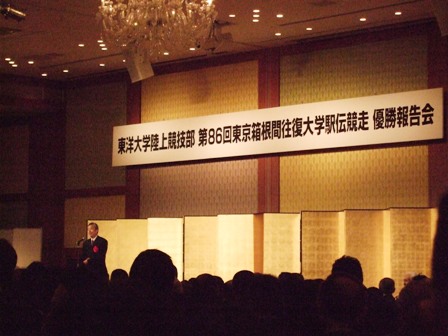 東洋大学陸上競技部 第86回東京箱根間往復大学駅伝競走 優勝報告会